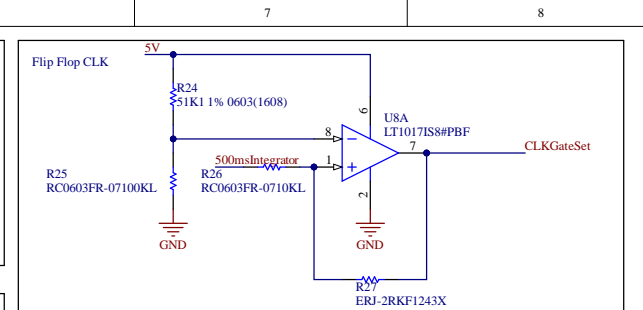 7
8
5V
Flip Flop CLK
R24
51K1 1% 0603(1608)
6
U8A
LT1017IS8#PBF
8
7
CLKGateSet
500msIntegrator
1
R25
RC0603FR-07100KL
R26
RC0603FR-0710KL
2
GND
GND
R27
ERJ-2RKF1243X